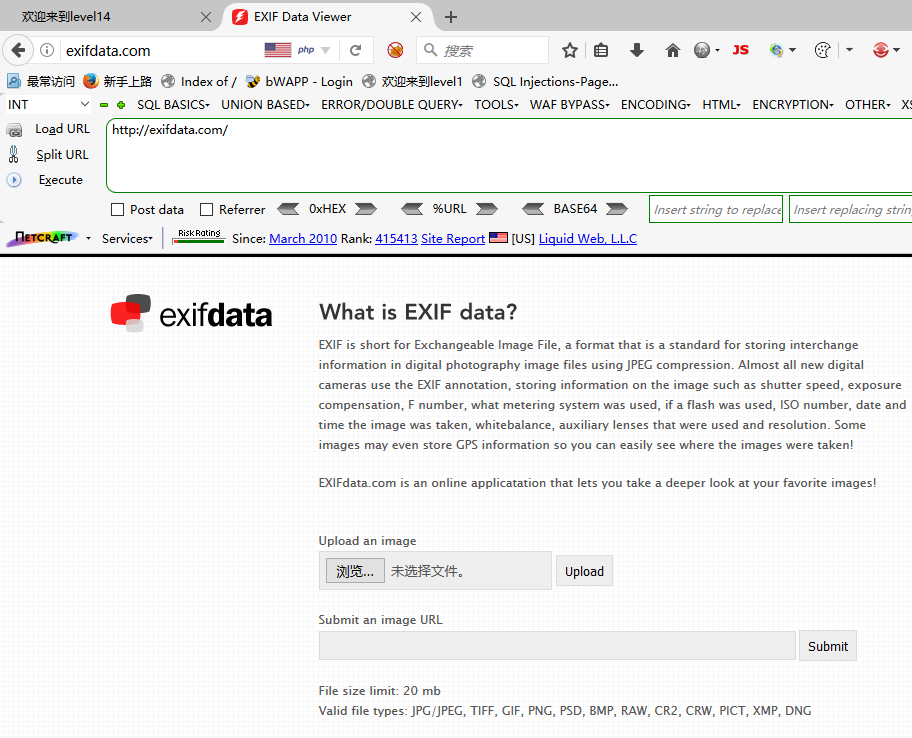 欢迎来到level14
EXIF Data Viewer
exifdata.com
php
搜索
JS
最常访问 新手上路 Index of / bWAPP - Login 欢迎来到level1 SQL Injections-Page...
INT SQL BASICS UNION BASED ERROR/DOUBLE QUERY TOOLS WAF BYPASS ENCODING HTML ENCRYPTION OTHER XS
Load URL http://exifdata.com/
Split URL
Execute
Post data Referrer 0xHEX %URL BASE64 Insert string to replace Insert replacing string
NETCRAFT Services Risk Rating Since: March 2010 Rank: 415413 Site Report [US] Liquid Web, L.L.C
exifdata
What is EXIF data?
EXIF is short for Exchangeable Image File, a format that is a standard for storing interchange
information in digital photography image files using JPEG compression. Almost all new digital
cameras use the EXIF annotation, storing information on the image such as shutter speed, exposure
compensation, F number, what metering system was used, if a flash was used, ISO number, date and
time the image was taken, whitebalance, auxiliary lenses that were used and resolution. Some
images may even store GPS information so you can easily see where the images were taken!
EXIFdata.com is an online applicatation that lets you take a deeper look at your favorite images!
Upload an image
浏览... 未选择文件。 Upload
Submit an image URL
Submit
File size limit: 20 mb
Valid file types: JPG/JPEG, TIFF, GIF, PNG, PSD, BMP, RAW, CR2, CRW, PICT, XMP, DNG